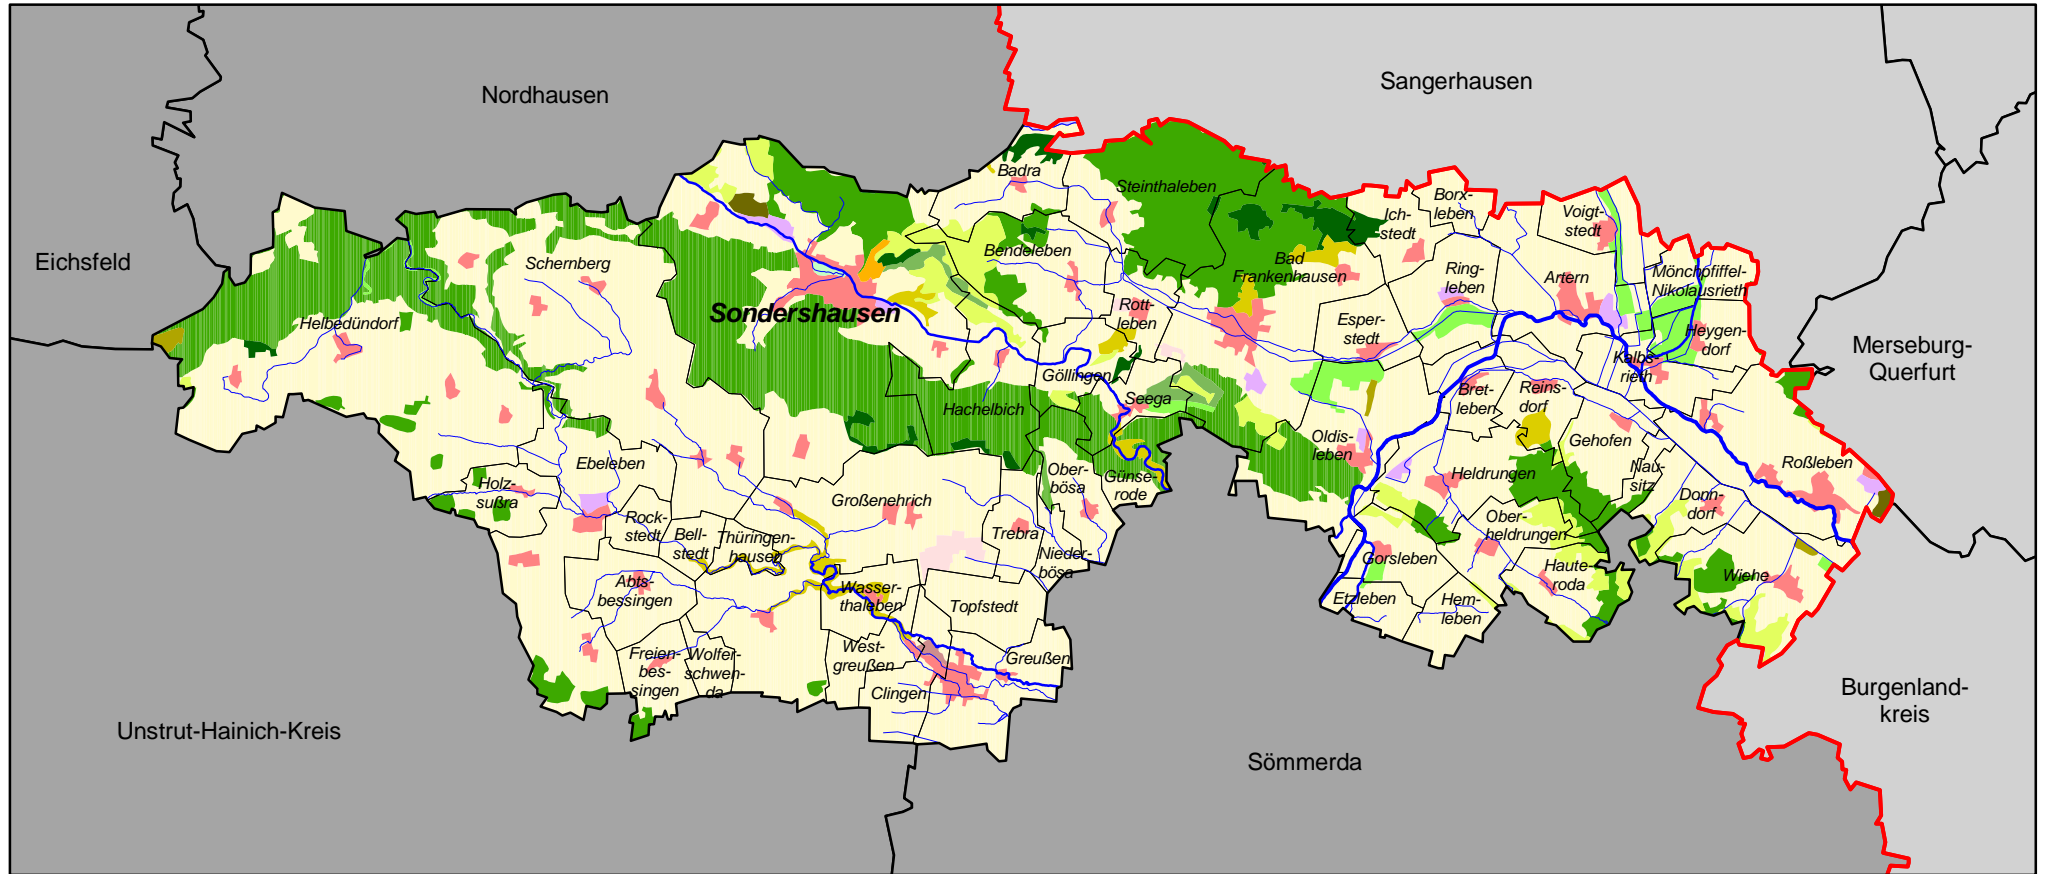 Nordhausen
Sangerhausen
Eichsfeld
Merseburg-
Querfurt
Burgenland-
kreis
Unstrut-Hainich-Kreis
Sömmerda
Badra
Steinthaleben
Ich-
stedt
Borx-
leben
Voigt-
stedt
Schernberg
Bendeleben
Bad
Frankenhausen
Ring-
leben
Artern
Mönchpfiffel-
Nikolausrieth
Helbedündorf
Sondershausen
Rott-
leben
Esper-
stedt
Heygen-
dorf
Kalbs-
rieth
Göllingen
Seega
Hachelbich
Bret-
leben
Reins-
dorf
Gehofen
Oldis-
leben
Nau-
sitz
Roßleben
Ebeleben
Holz-
sußra
Großenehrich
Ober-
bösa
Günse-
rode
Heldrungen
Donn-
dorf
Rock-
stedt
Bell-
stedt
Thüringen-
hausen
Trebra
Nieder-
bösa
Ober-
heldrungen
Gorsleben
Haute-
roda
Wiehe
Abts-
bessingen
Wasser-
thaleben
Topfstedt
Etzleben
Hem-
leben
Freien-
bes-
singen
Wolfer-
schwen-
da
West-
greußen
Greußen
Clingen